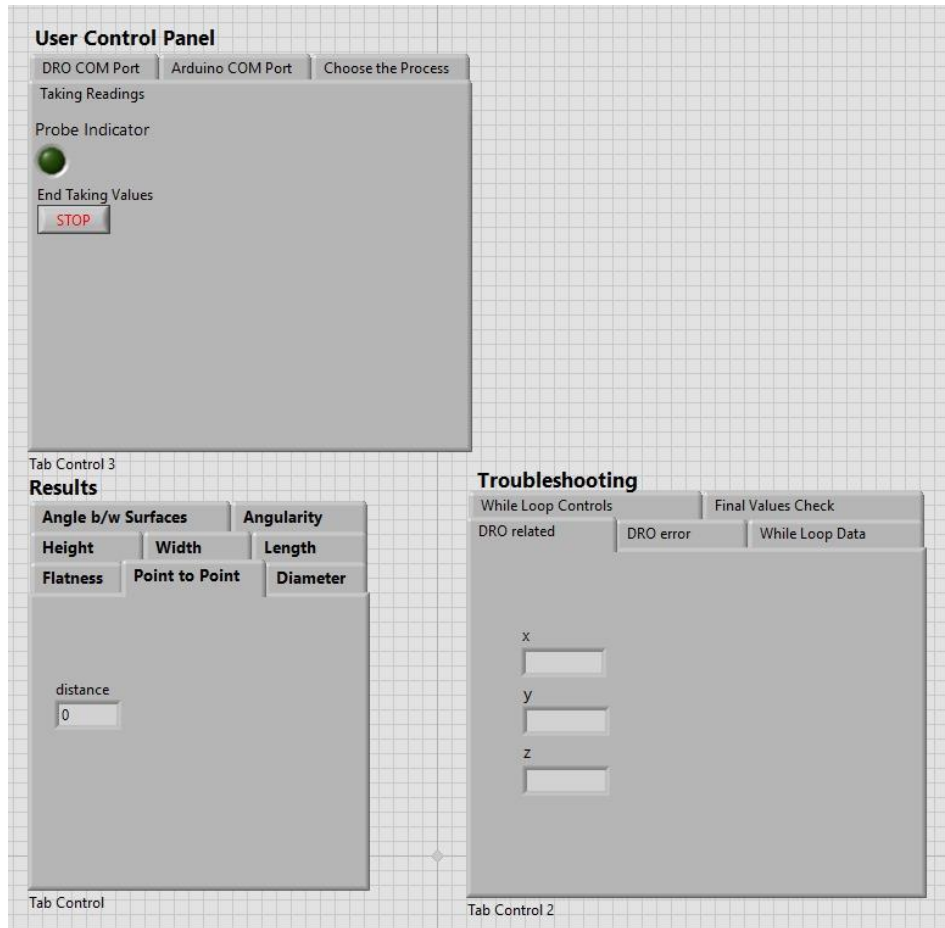 User Control Panel
DRO COM Port Arduino COM Port Choose the Process
Taking Readings
Probe Indicator
End Taking Values
STOP
Tab Control 3
Results
Angle b/w Surfaces Angularity
Height Width Length
Flatness Point to Point Diameter
distance
0
Tab Control
Troubleshooting
While Loop Controls Final Values Check
DRO related DRO error While Loop Data
x
y
z
Tab Control 2